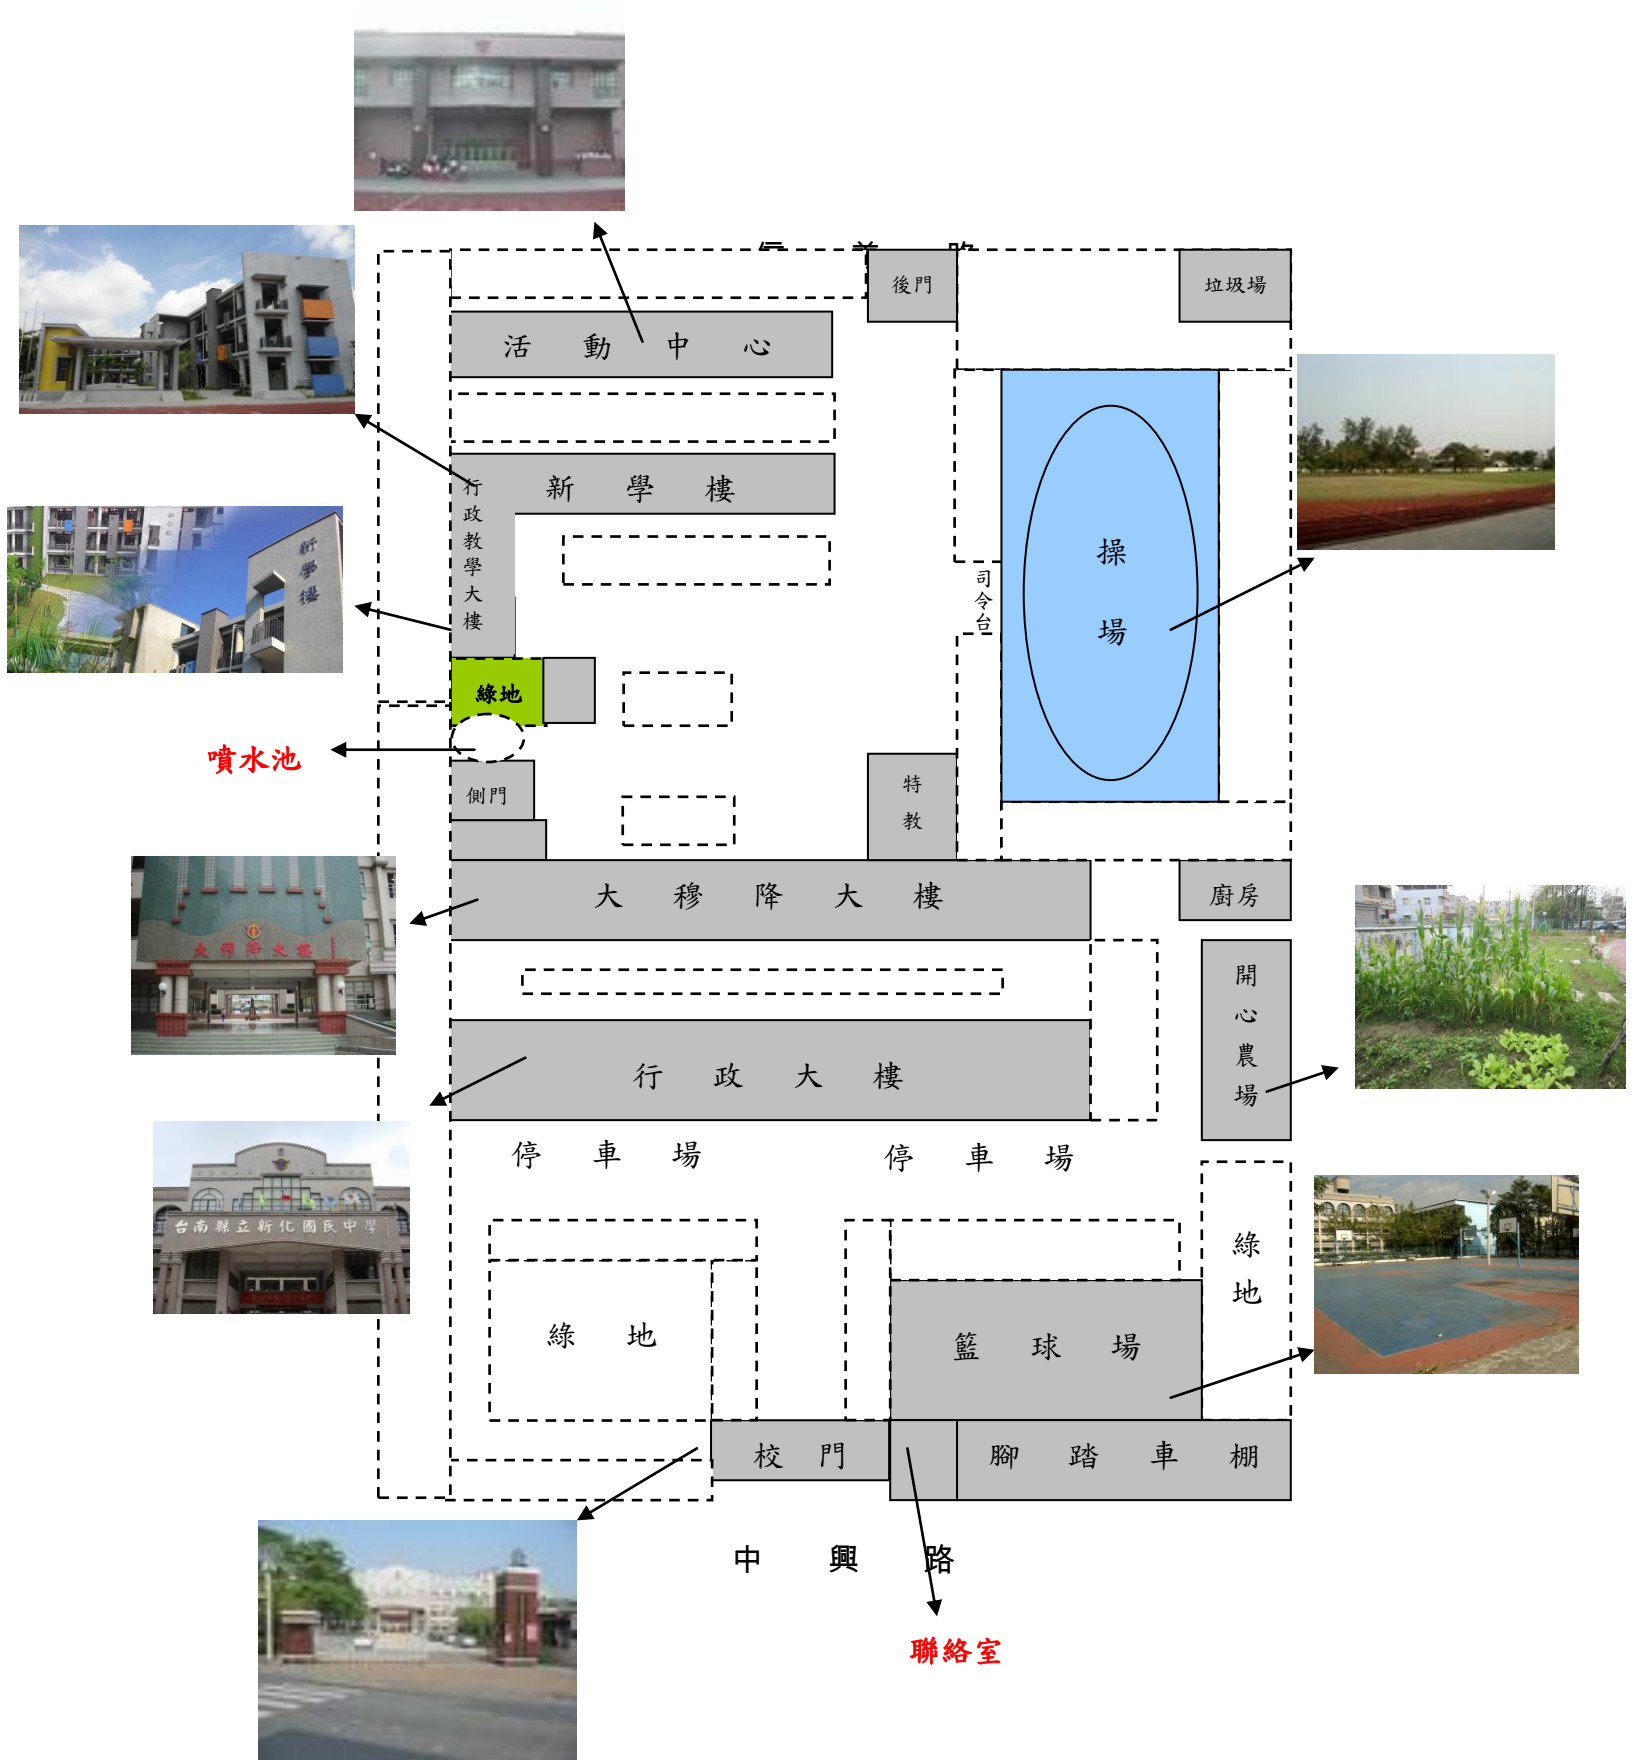 後門
垃圾場
活動中心
新學樓
行政教學大樓
新學樓
操場
司令台
綠地
噴水池
側門
特教
大穆降大樓
廚房
大穆降大樓
開心農場
行政大樓
停車場
停車場
台南縣立新化國民中學
綠地
綠地
籃球場
校門
腳踏車棚
中興路
聯絡室